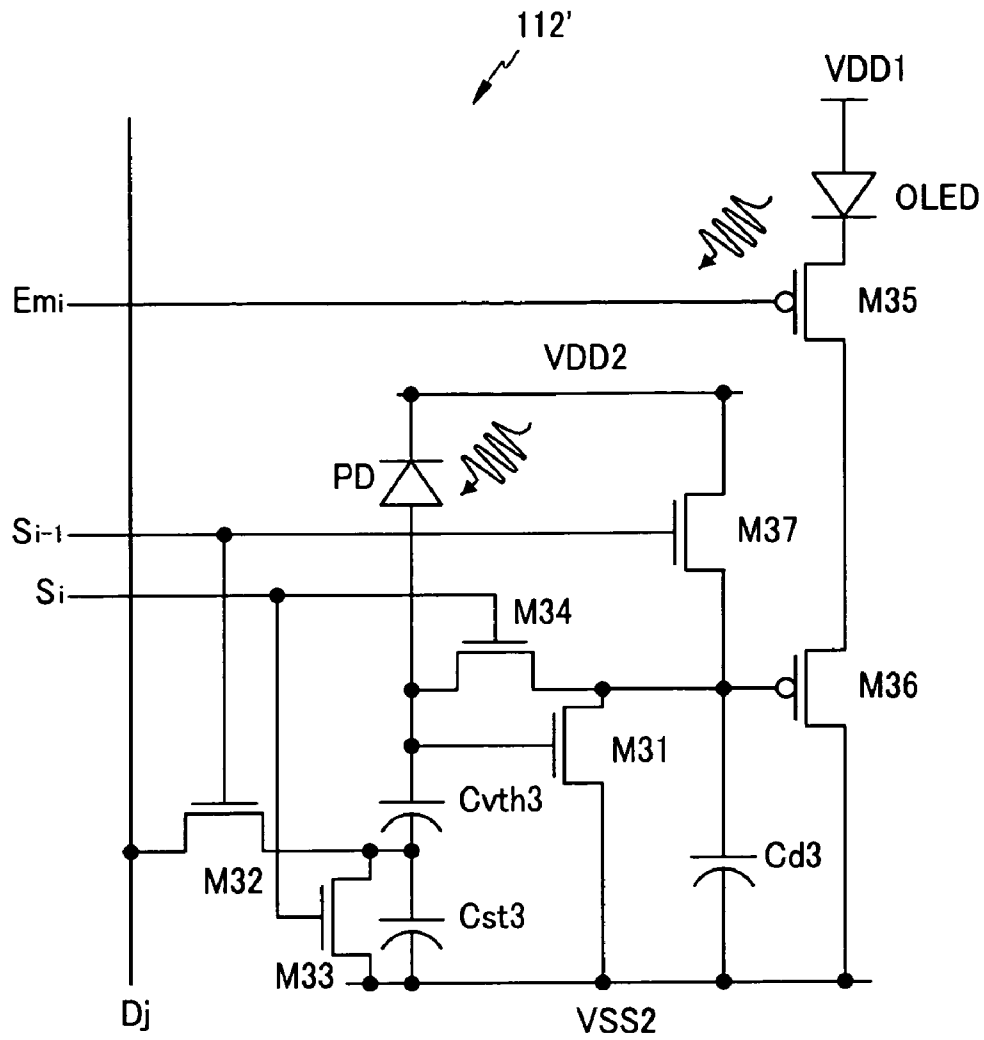 112'
VDD1
OLED
Emi
M35
VDD2
PD
Si-1
M37
Si
M34
M36
M31
Cvth3
Cd3
M32
Cst3
M33
Dj
VSS2